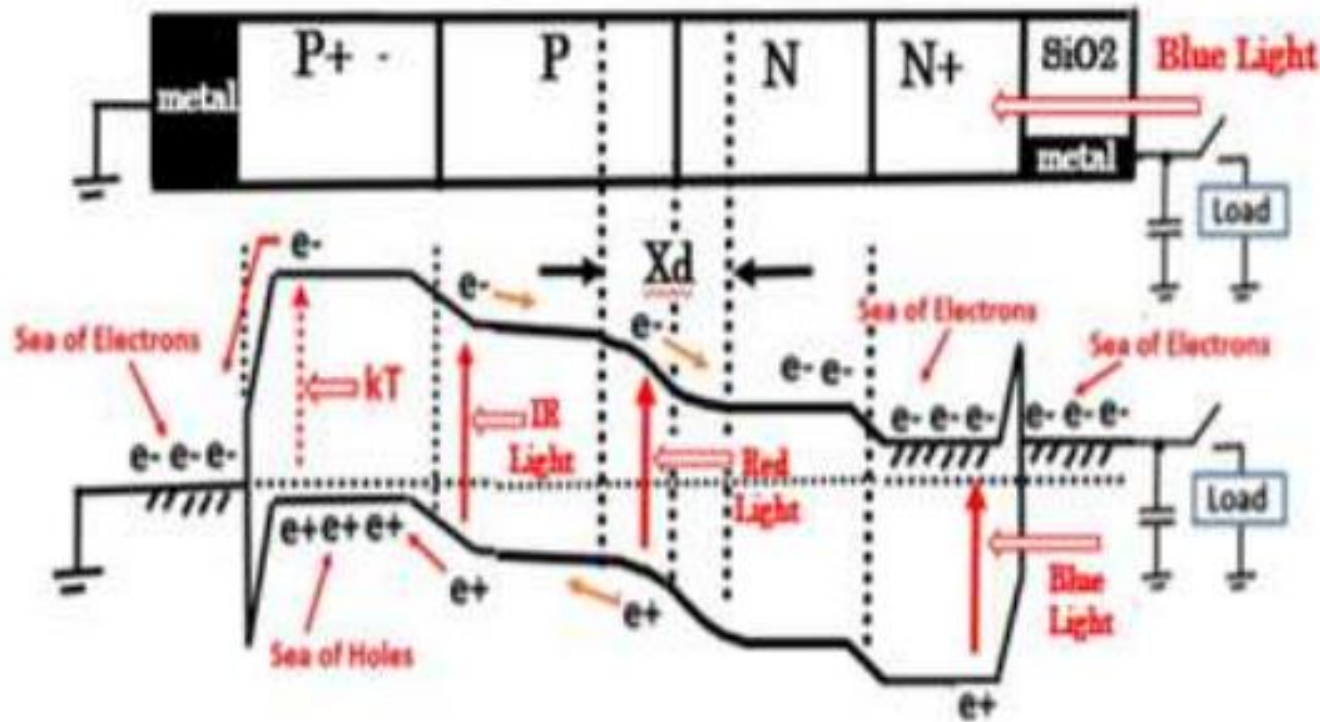 P+ -
P
N
N+
SiO2
Blue Light
metal
metal
Load
e-
Xd
e-
Sea of Electrons
Sea of Electrons
Sea of Electrons
e-
kT
IR
Light
e- e-
e- e- e-
e- e- e-
e- e- e-
Red
Light
Load
e+ e+ e+
e+
e+
Blue
Light
Sea of Holes
e+